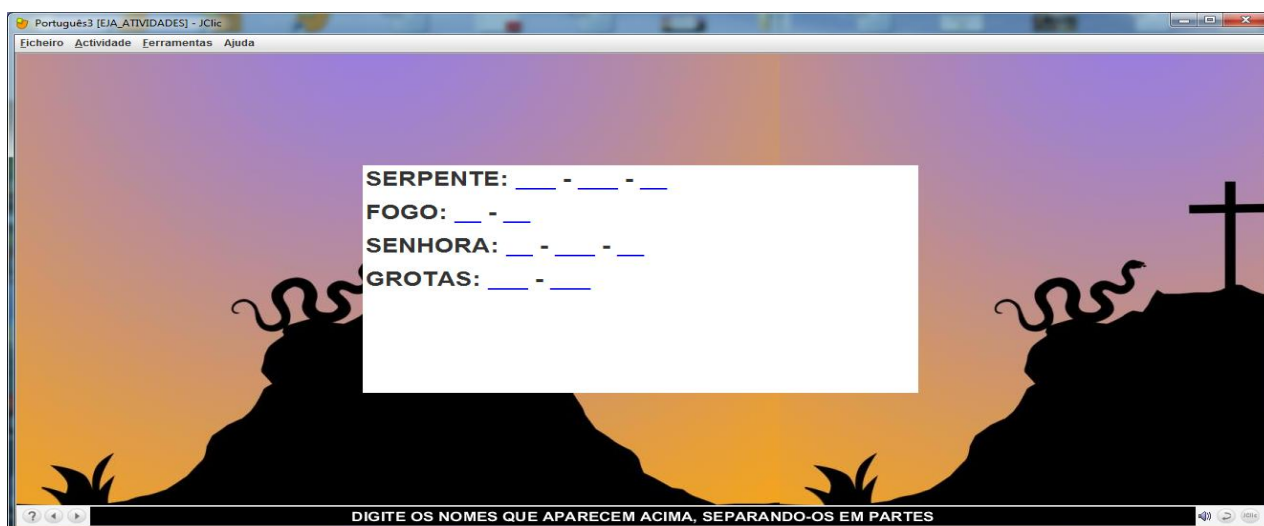 Português3 [EJA_ATIVIDADES] - JClic
Ficheiro Actividade Ferramentas Ajuda
SERPENTE: ___ - ___ - __
FOGO: __ - __
SENHORA: __ - ___ - __
GROTAS: ___ - ___
DIGITE OS NOMES QUE APARECEM ACIMA, SEPARANDO-OS EM PARTES